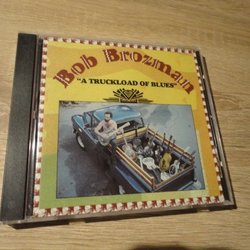 Bob Brozman
"A TRUCKLOAD OF BLUES"